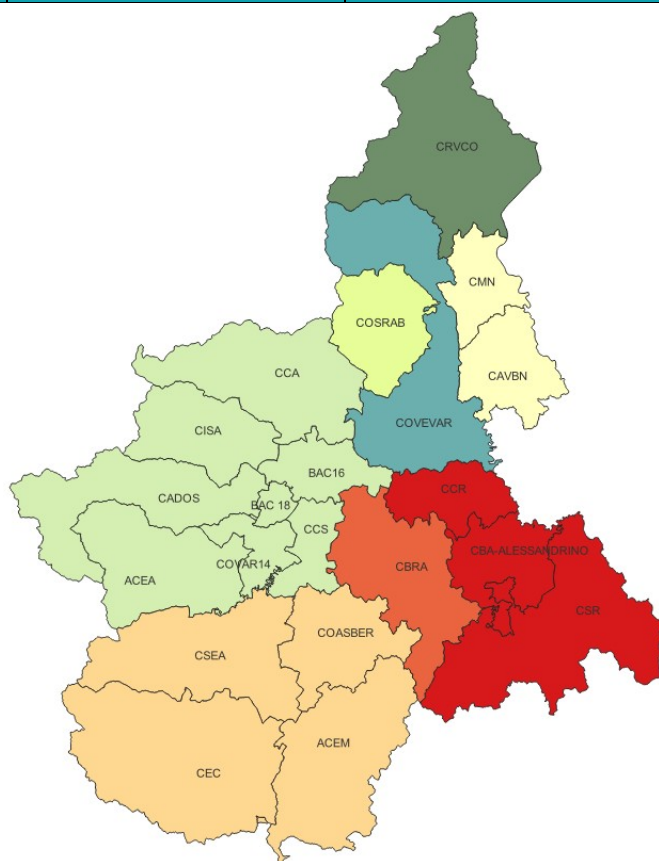 CRVCO
CMN
COSRAB
CCA
CAVBN
COVEVAR
CISA
BAC16
CADOS
CCR
BAC 18
CCS
CBA-ALESSANDRINO
COVAR14
CBRA
ACEA
CSR
COASBER
CSEA
ACEM
CEC